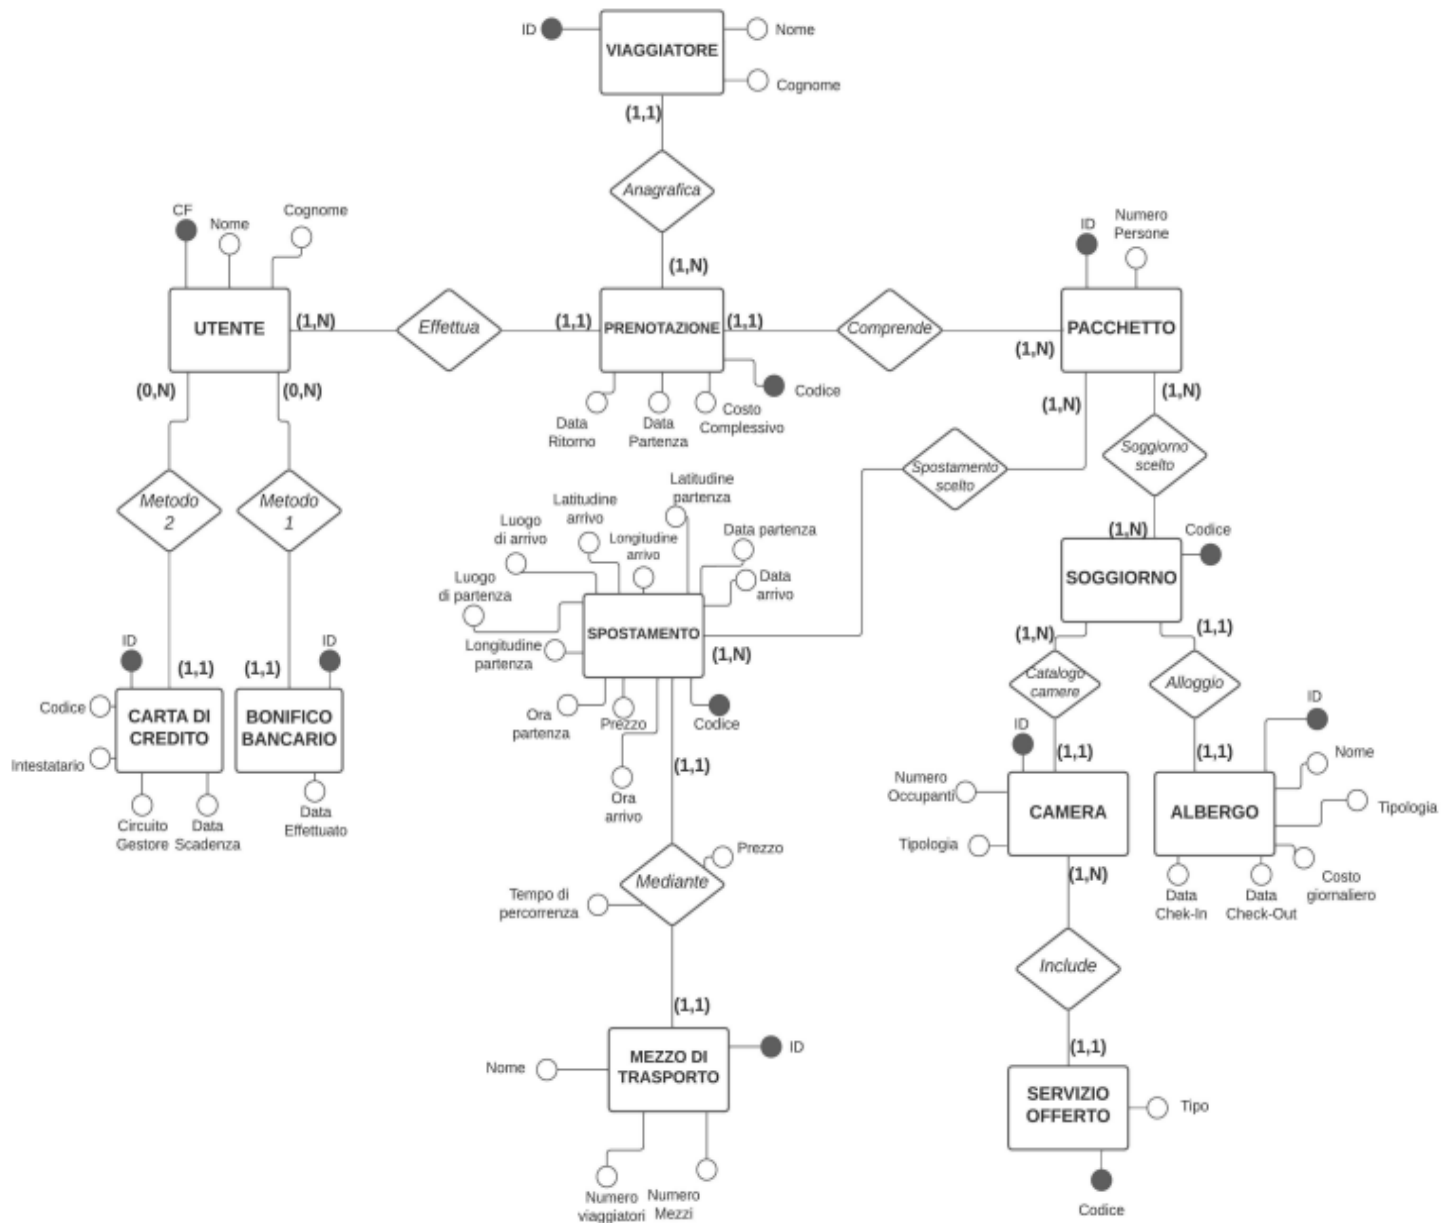 ID
VIAGGIATORE
Nome
Cognome
(1,1)
Anagrafica
(1,N)
CF
Nome
Cognome
UTENTE
(1,N)
Effettua
(1,1)
PRENOTAZIONE
(1,1)
Comprende
ID
Numero
Persone
PACCHETTO
(1,N)
(0,N)
(0,N)
Data
Ritorno
Data
Partenza
Costo
Complessivo
Codice
(1,N)
(1,N)
Metodo
2
Metodo
1
Spostamento
scelto
Soggiorno
scelto
Latitudine
partenza
Latitudine
arrivo
Luogo
di arrivo
Longitudine
arrivo
Data partenza
Luogo
di partenza
Data
arrivo
(1,N)
Codice
SOGGIORNO
SPOSTAMENTO
Longitudine
partenza
(1,N)
(1,N)
(1,1)
ID
ID
(1,1)
(1,1)
Codice
CARTA DI
CREDITO
BONIFICO
BANCARIO
Intestatario
Circuito
Gestore
Data
Scadenza
Data
Effettuato
Ora
partenza
Prezzo
Codice
Ora
arrivo
(1,1)
Catalogo
camere
Alloggio
ID
ID
(1,1)
(1,1)
Numero
Occupanti
CAMERA
Tipologia
ALBERGO
Nome
Tipologia
Costo
giornaliero
Data
Chek-In
Data
Check-Out
(1,N)
Prezzo
Mediante
Tempo di
percorrenza
(1,1)
Include
(1,1)
MEZZO DI
TRASPORTO
ID
Nome
Numero
viaggiatori
Numero
Mezzi
SERVIZIO
OFFERTO
Tipo
Codice